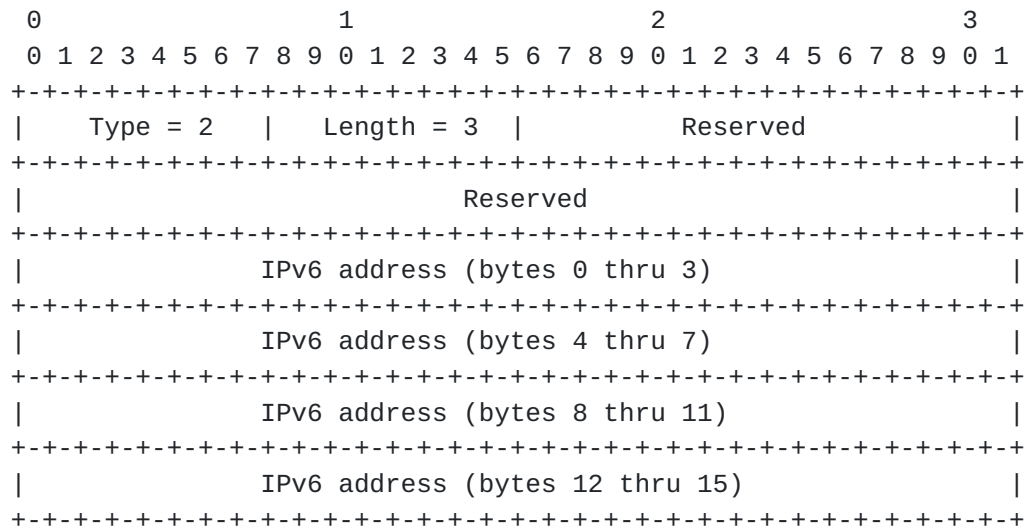 0                   1                   2                   3
 0 1 2 3 4 5 6 7 8 9 0 1 2 3 4 5 6 7 8 9 0 1 2 3 4 5 6 7 8 9 0 1
+-+-+-+-+-+-+-+-+-+-+-+-+-+-+-+-+-+-+-+-+-+-+-+-+-+-+-+-+-+-+-+-+
|    Type = 2   |   Length = 3  |          Reserved             |
+-+-+-+-+-+-+-+-+-+-+-+-+-+-+-+-+-+-+-+-+-+-+-+-+-+-+-+-+-+-+-+-+
|                            Reserved                           |
+-+-+-+-+-+-+-+-+-+-+-+-+-+-+-+-+-+-+-+-+-+-+-+-+-+-+-+-+-+-+-+-+
|               IPv6 address (bytes 0 thru 3)                   |
+-+-+-+-+-+-+-+-+-+-+-+-+-+-+-+-+-+-+-+-+-+-+-+-+-+-+-+-+-+-+-+-+
|               IPv6 address (bytes 4 thru 7)                   |
+-+-+-+-+-+-+-+-+-+-+-+-+-+-+-+-+-+-+-+-+-+-+-+-+-+-+-+-+-+-+-+-+
|               IPv6 address (bytes 8 thru 11)                  |
+-+-+-+-+-+-+-+-+-+-+-+-+-+-+-+-+-+-+-+-+-+-+-+-+-+-+-+-+-+-+-+-+
|               IPv6 address (bytes 12 thru 15)                 |
+-+-+-+-+-+-+-+-+-+-+-+-+-+-+-+-+-+-+-+-+-+-+-+-+-+-+-+-+-+-+-+-+